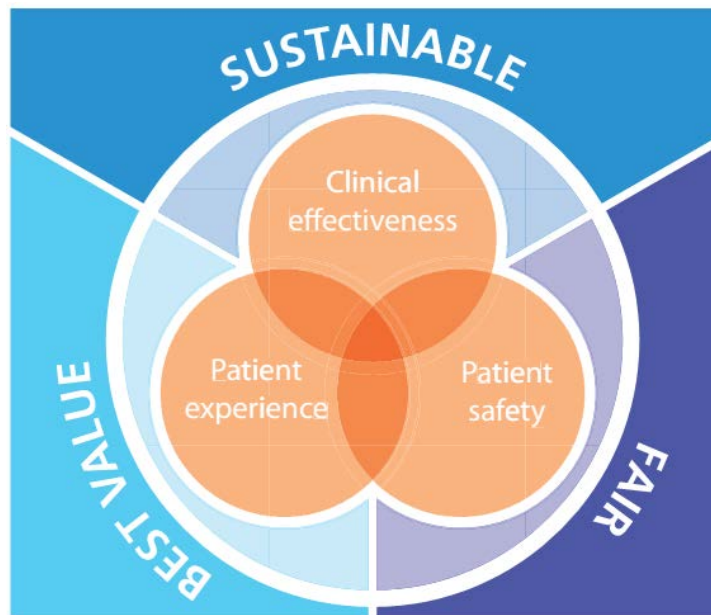 SUSTAINABLE
Clinical
effectiveness
Patient
experience
Patient
safety
BEST VALUE
FAIR